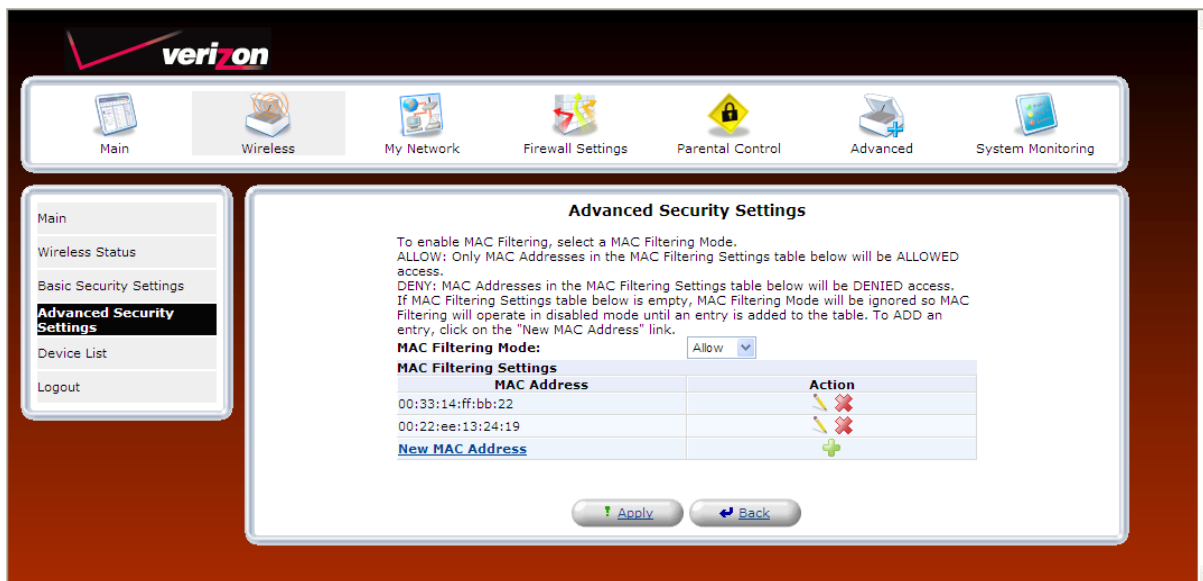 verizon
Main
Wireless
My Network
Firewall Settings
Parental Control
Advanced
System Monitoring
Main
Wireless Status
Basic Security Settings
Advanced Security
Settings
Device List
Logout
Advanced Security Settings
To enable MAC Filtering, select a MAC Filtering Mode.
ALLOW: Only MAC Addresses in the MAC Filtering Settings table below will be ALLOWED
access.
DENY: MAC Addresses in the MAC Filtering Settings table below will be DENIED access.
If MAC Filtering Settings table below is empty, MAC Filtering Mode will be ignored so MAC
Filtering will operate in disabled mode until an entry is added to the table. To ADD an
entry, click on the "New MAC Address" link.
MAC Filtering Mode: Allow
MAC Filtering Settings
MAC Address Action
00:33:14:ff:bb:22
00:22:ee:13:24:19
New MAC Address
! Apply
Back